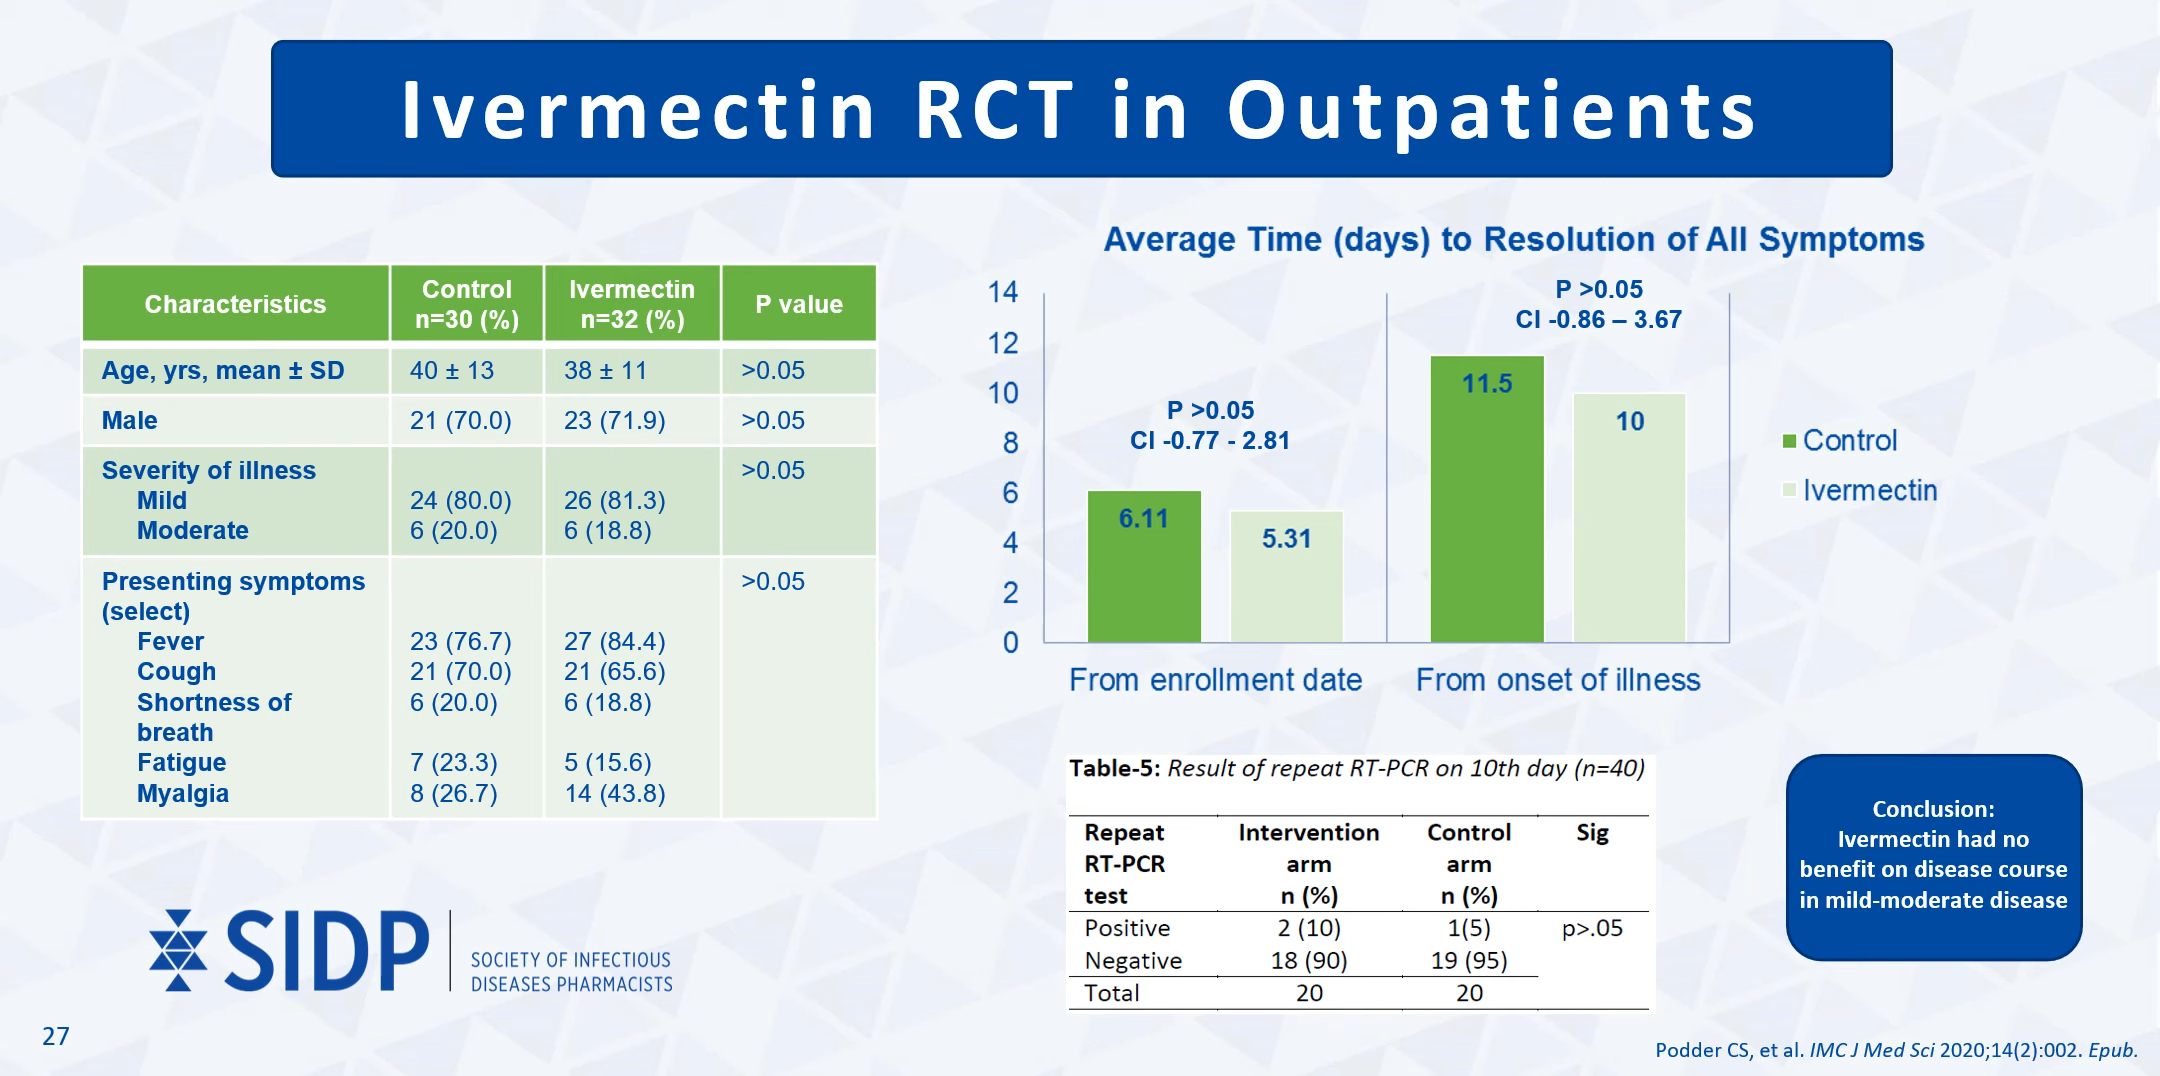 Ivermectin RCT in Outpatients
Characteristics
Control
n=30 (%)
Ivermectin
n=32 (%)
P value
Age, yrs, mean ± SD
40 ± 13
38 ± 11
>0.05
Male
21 (70.0)
23 (71.9)
>0.05
Severity of illness
>0.05
Mild
24 (80.0)
26 (81.3)
Moderate
6 (20.0)
6 (18.8)
Presenting symptoms
(select)
>0.05
Fever
23 (76.7)
27 (84.4)
Cough
21 (70.0)
21 (65.6)
Shortness of
breath
6 (20.0)
6 (18.8)
Fatigue
7 (23.3)
5 (15.6)
Myalgia
8 (26.7)
14 (43.8)
Average Time (days) to Resolution of All Symptoms
14
12
10
8
6
4
2
0
P >0.05
CI -0.77 - 2.81
6.11
5.31
P >0.05
CI -0.86 – 3.67
11.5
10
From enrollment date
From onset of illness
Control
Ivermectin
Table-5: Result of repeat RT-PCR on 10th day (n=40)
Repeat
RT-PCR
test
Intervention
arm
n (%)
Control
arm
n (%)
Sig
Positive
2 (10)
1(5)
p>.05
Negative
18 (90)
19 (95)
Total
20
20
Conclusion:
Ivermectin had no
benefit on disease course
in mild-moderate disease
SIDP
SOCIETY OF INFECTIOUS
DISEASES PHARMACISTS
27
Podder CS, et al. IMC J Med Sci 2020;14(2):002. Epub.